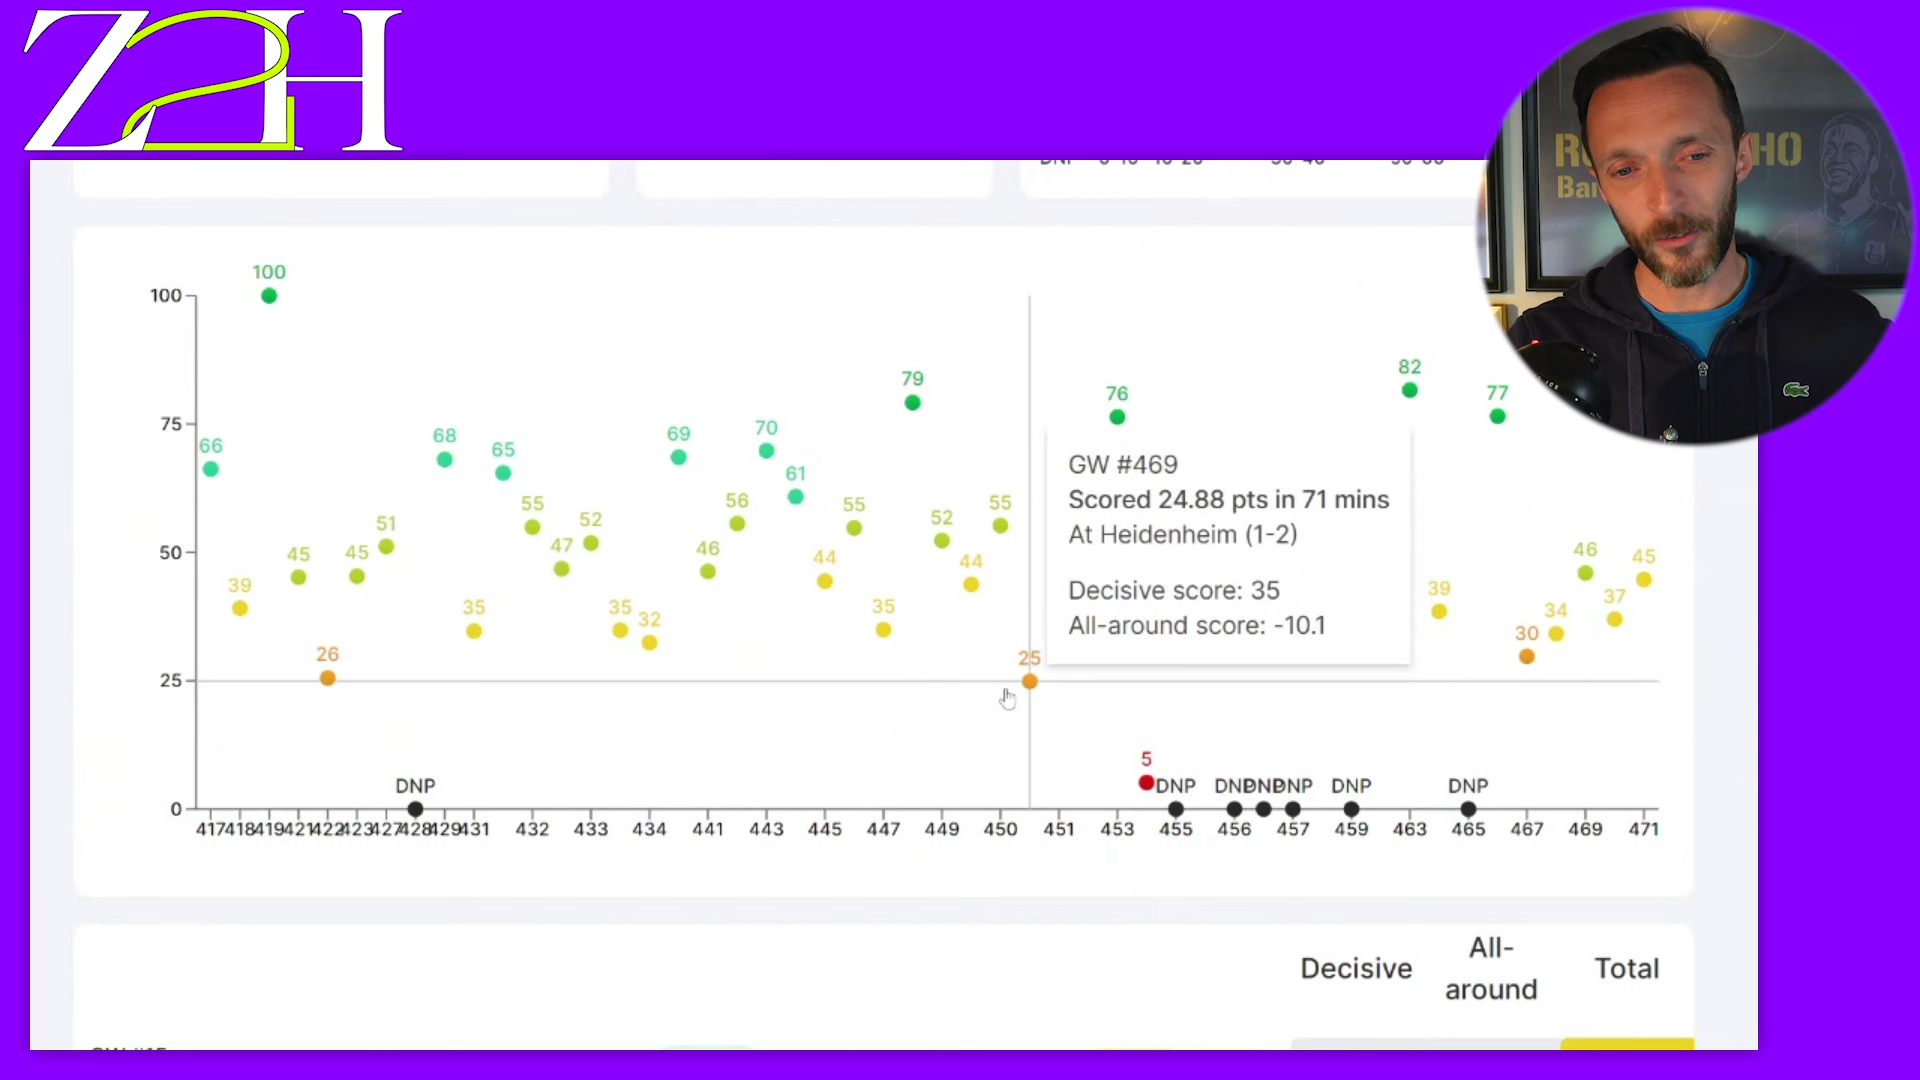 Z2H
100
100
79
82
76
77
75
66
68
65
69
70
61
GW #469
Scored 24.88 pts in 71 mins
At Heidenheim (1-2)
Decisive score: 35
All-around score: -10.1
55
47
52
56
46
55
52
55
50
45
45
51
44
44
46
45
39
35
35
32
35
39
34
37
30
26
25
25
5
DNP
DNP
DNP
DNP
DNP
DNP
DNP
0
417 418 419 421 422 423 427 428 429 431 432 433 434 441 443 445 447 449 450 451 453 455 456 457 459 463 465 467 469 471
Decisive
All-around
Total